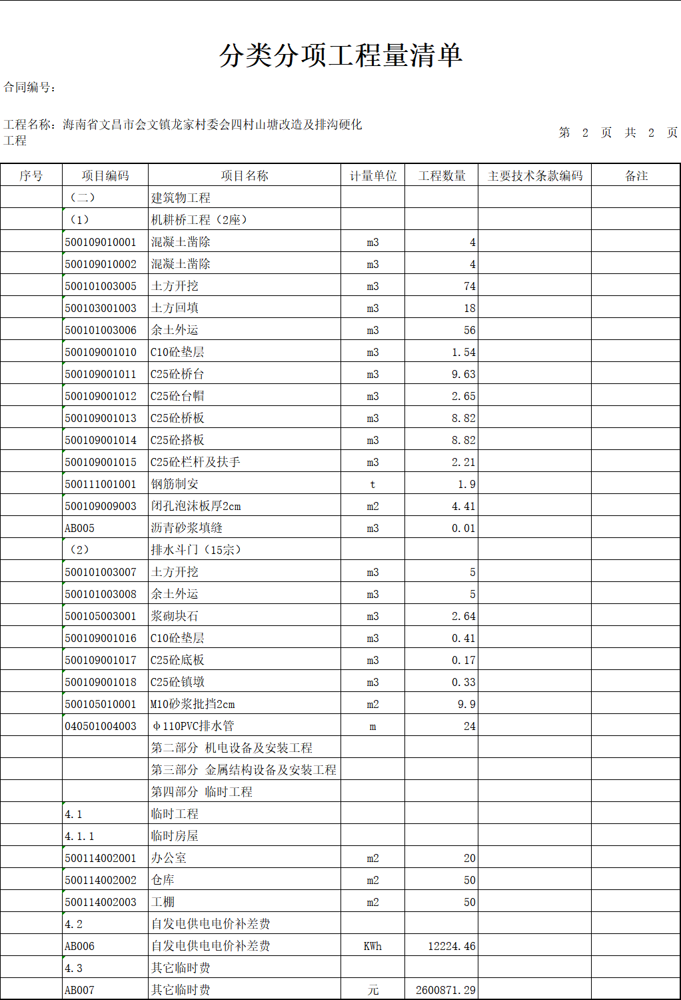 分类分项工程量清单
合同编号：
工程名称：海南省文昌市会文镇龙家村委会四村山塘改造及排沟硬化
工程
第 2 页 共 2 页
序号 项目编码 项目名称 计量单位 工程数量 主要技术条款编码 备注
（二） 建筑物工程
（1） 机耕桥工程（2座）
500109010001 混凝土凿除 m3 4
500109010002 混凝土凿除 m3 4
500101003005 土方开挖 m3 74
500103001003 土方回填 m3 18
500101003006 余土外运 m3 56
500109001010 C10砼垫层 m3 1.54
500109001011 C25砼桥台 m3 9.63
500109001012 C25砼台帽 m3 2.65
500109001013 C25砼桥板 m3 8.82
500109001014 C25砼搭板 m3 8.82
500109001015 C25砼栏杆及扶手 m3 2.21
500111001001 钢筋制安 t 1.9
500109009003 闭孔泡沫板厚2cm m2 4.41
AB005 沥青砂浆填缝 m3 0.01
（2） 排水斗门（15宗）
500101003007 土方开挖 m3 5
500101003008 余土外运 m3 5
500105003001 浆砌块石 m3 2.64
500109001016 C10砼垫层 m3 0.41
500109001017 C25砼底板 m3 0.17
500109001018 C25砼镇墩 m3 0.33
500105010001 M10砂浆批挡2cm m2 9.9
040501004003 φ110PVC排水管 m 24
第二部分 机电设备及安装工程
第三部分 金属结构设备及安装工程
第四部分 临时工程
4.1 临时工程
4.1.1 临时房屋
500114002001 办公室 m2 20
500114002002 仓库 m2 50
500114002003 工棚 m2 50
4.2 自发电供电电价补差费
AB006 自发电供电电价补差费 KWh 12224.46
4.3 其它临时费
AB007 其它临时费 元 2600871.29